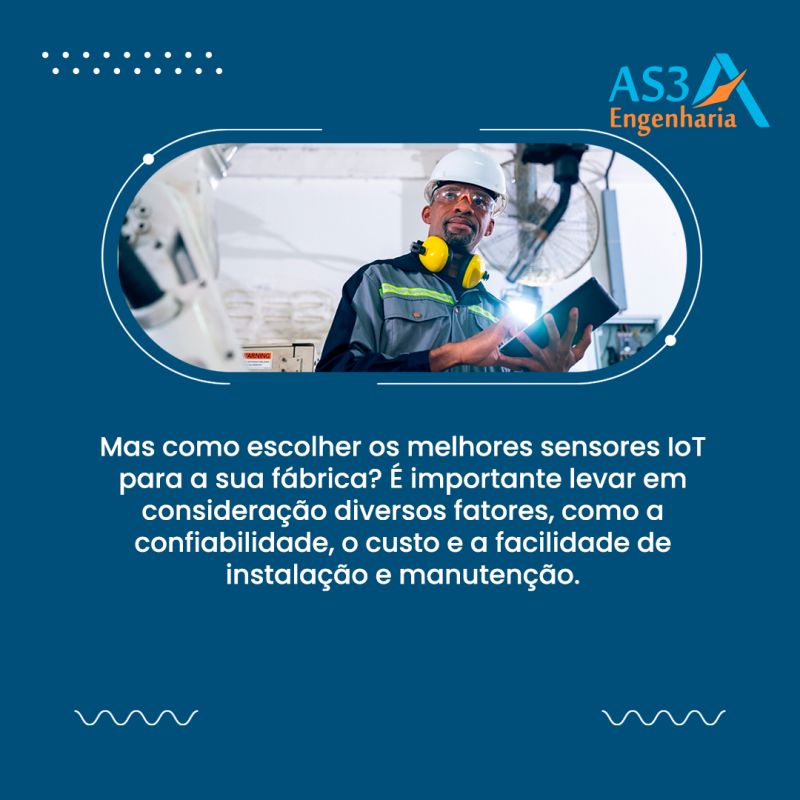 AS3
Engenharia
WARNING
Mas como escolher os melhores sensores IoT
para a sua fábrica? É importante levar em
consideração diversos fatores, como a
confiabilidade, o custo e a facilidade de
instalação e manutenção.